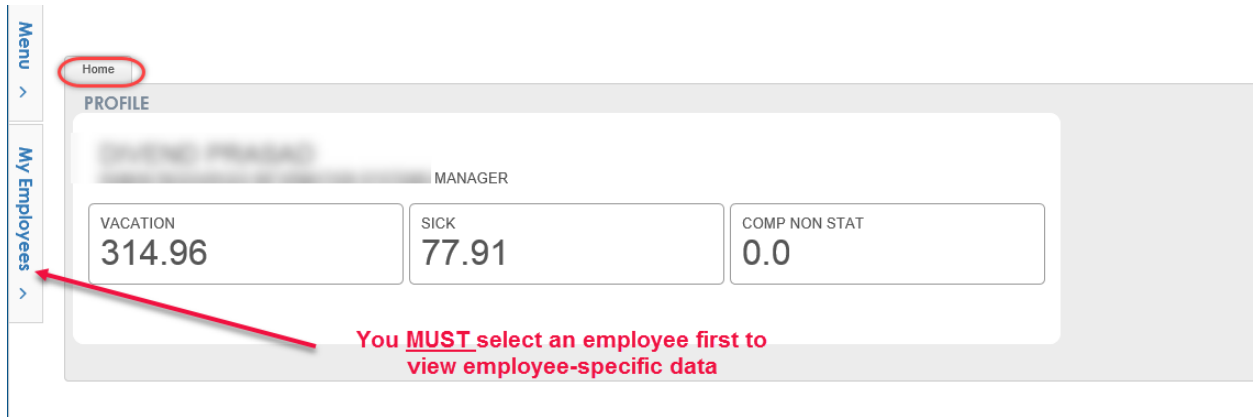 Menu
Home
PROFILE
MANAGER
My Employees
VACATION
314.96
SICK
77.91
COMP NON STAT
0.0
You MUST select an employee first to
view employee-specific data